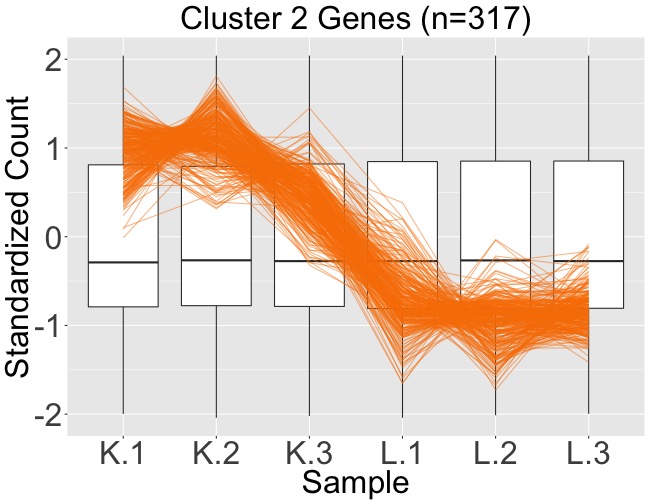 Cluster 2 Genes (n=317)
Standardized Count
2
1
0
-1
-2
K.1 K.2 K.3 L.1 L.2 L.3
Sample